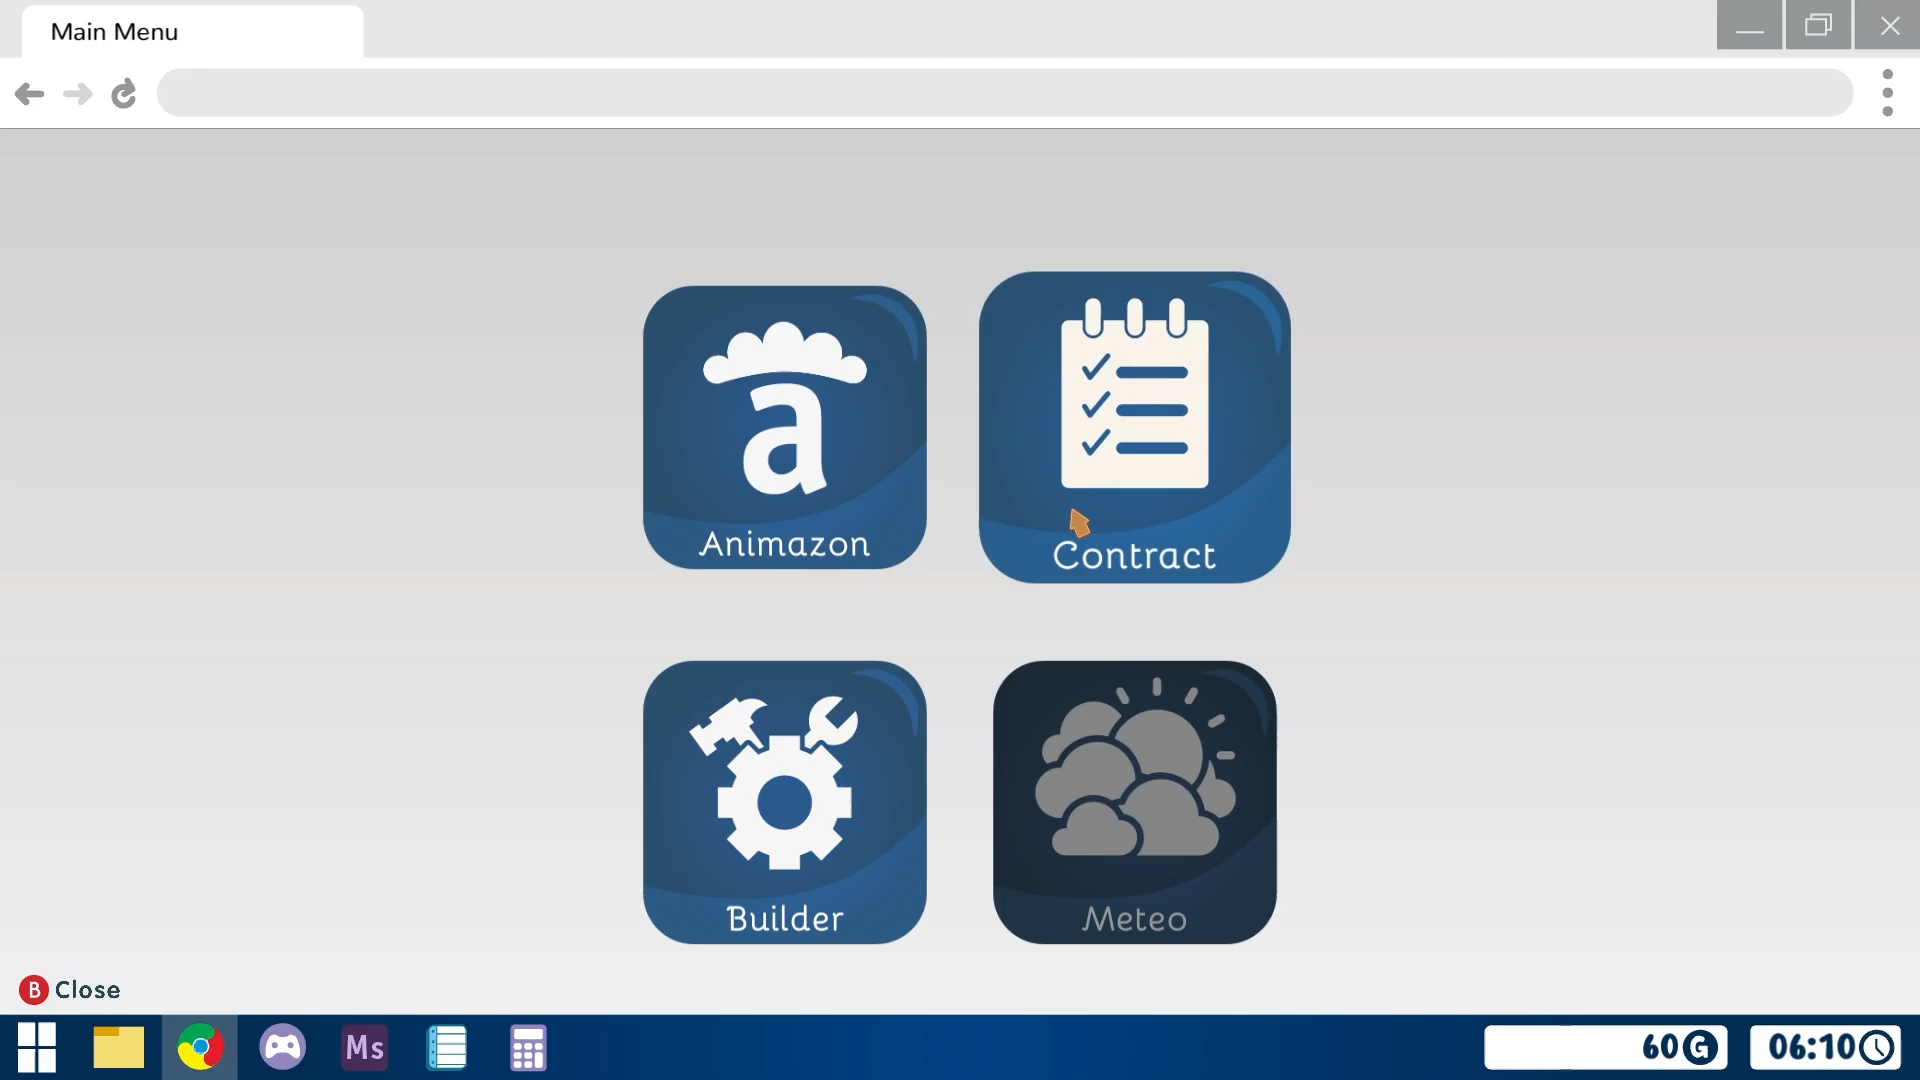 Main Menu
a
Animazon
Contract
Builder
Meteo
B Close
Ms
60 G
06:10